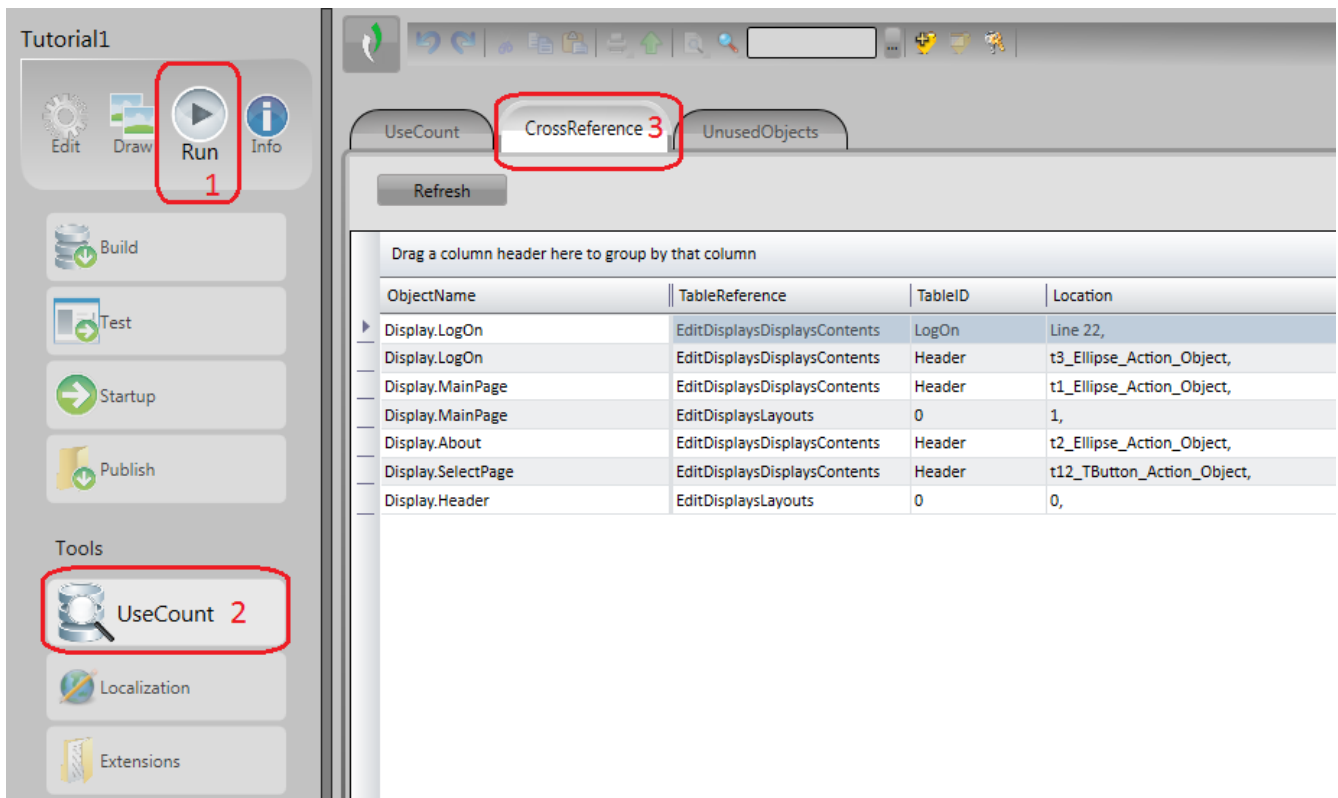 Tutorial1
Edit Draw Run Info
1
Build
Test
Startup
Publish
Tools
UseCount 2
Localization
Extensions
...
UseCount CrossReference 3 UnusedObjects
Refresh
Drag a column header here to group by that column
ObjectName TableReference TableID Location
Display.LogOn EditDisplaysDisplaysContents LogOn Line 22,
Display.LogOn EditDisplaysDisplaysContents Header t3_Ellipse_Action_Object,
Display.MainPage EditDisplaysDisplaysContents Header t1_Ellipse_Action_Object,
Display.MainPage EditDisplaysLayouts 0 1,
Display.About EditDisplaysDisplaysContents Header t2_Ellipse_Action_Object,
Display.SelectPage EditDisplaysDisplaysContents Header t12_TButton_Action_Object,
Display.Header EditDisplaysLayouts 0 0,